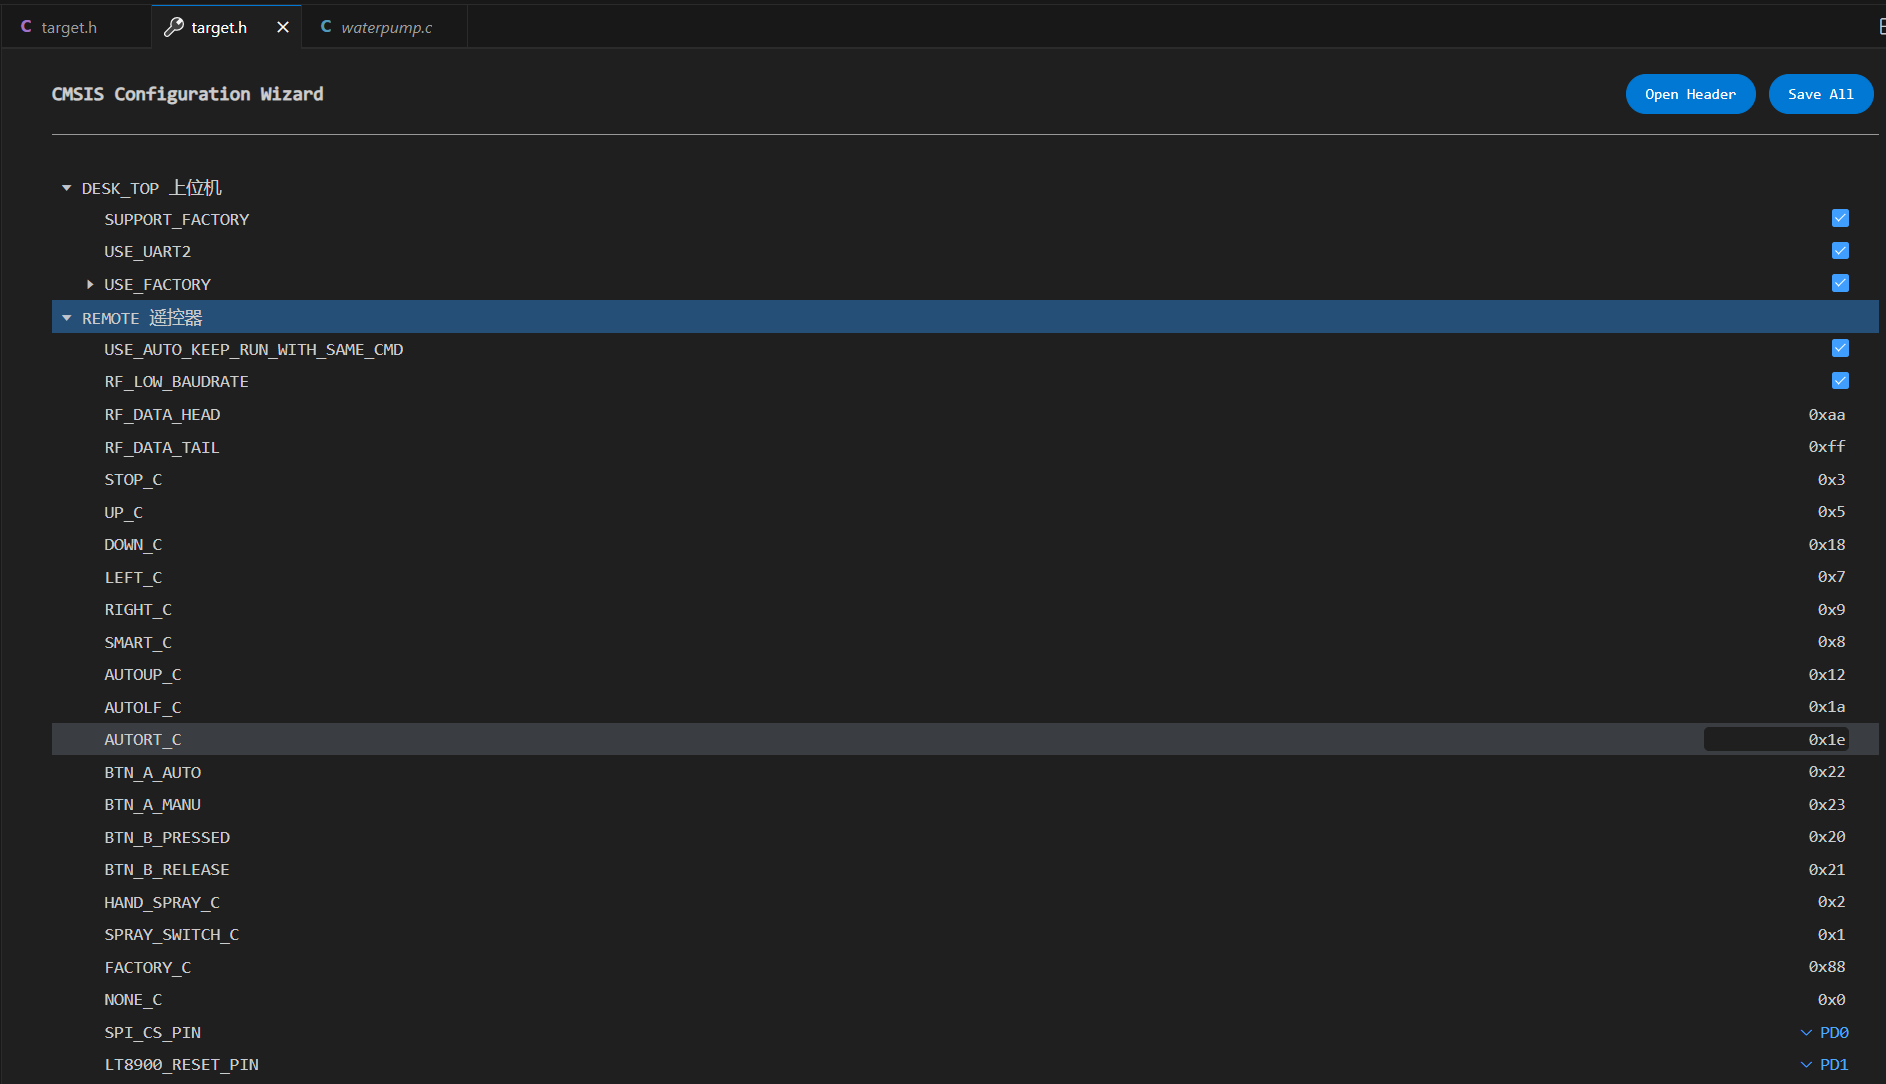 C target.h
target.h
C waterpump.c
CMSIS Configuration Wizard
Open Header
Save All
DESK_TOP 上位机
SUPPORT_FACTORY
USE_UART2
USE_FACTORY
REMOTE 遥控器
USE_AUTO_KEEP_RUN_WITH_SAME_CMD
RF_LOW_BAUDRATE
RF_DATA_HEAD 0xaa
RF_DATA_TAIL 0xff
STOP_C 0x3
UP_C 0x5
DOWN_C 0x18
LEFT_C 0x7
RIGHT_C 0x9
SMART_C 0x8
AUTOUP_C 0x12
AUTOLF_C 0x1a
AUTORT_C 0x1e
BTN_A_AUTO 0x22
BTN_A_MANU 0x23
BTN_B_PRESSED 0x20
BTN_B_RELEASE 0x21
HAND_SPRAY_C 0x2
SPRAY_SWITCH_C 0x1
FACTORY_C 0x88
NONE_C 0x0
SPI_CS_PIN PD0
LT8900_RESET_PIN PD1